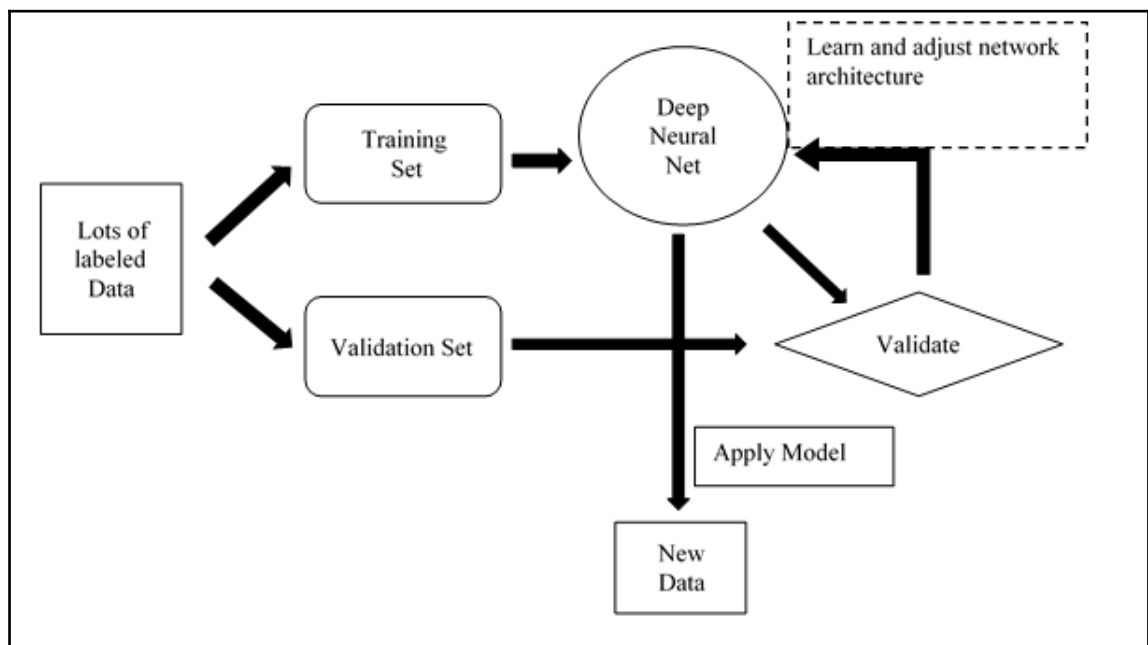 Learn and adjust network
architecture
Deep
Neural
Net
Training
Set
Lots of
labeled
Data
Validation Set
Validate
Apply Model
New
Data